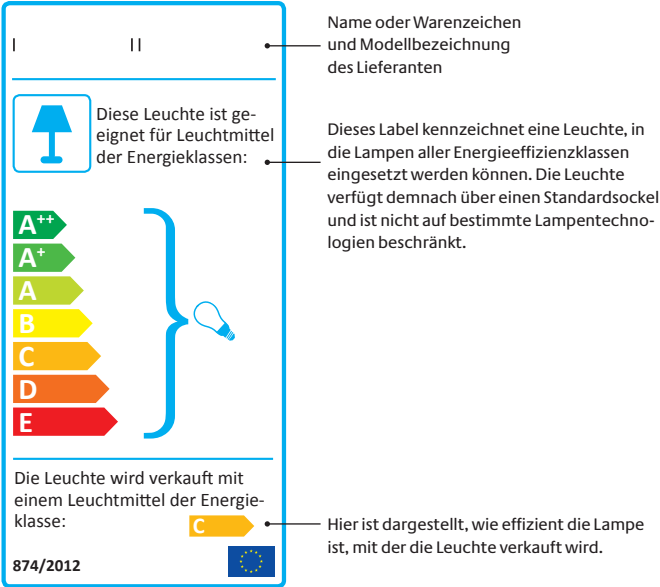 I II
Name oder Warenzeichen
und Modellbezeichnung
des Lieferanten
Diese Leuchte ist ge-
eignet für Leuchtmittel
der Energieklassen:
Dieses Label kennzeichnet eine Leuchte, in
die Lampen aller Energieeffizienzklassen
eingesetzt werden können. Die Leuchte
verfügt demnach über einen Standardsockel
und ist nicht auf bestimmte Lampentechno-
logien beschränkt.
A++
A+
A
B
C
D
E
Die Leuchte wird verkauft mit
einem Leuchtmittel der Energie-
klasse:
C
Hier ist dargestellt, wie effizient die Lampe
ist, mit der die Leuchte verkauft wird.
874/2012